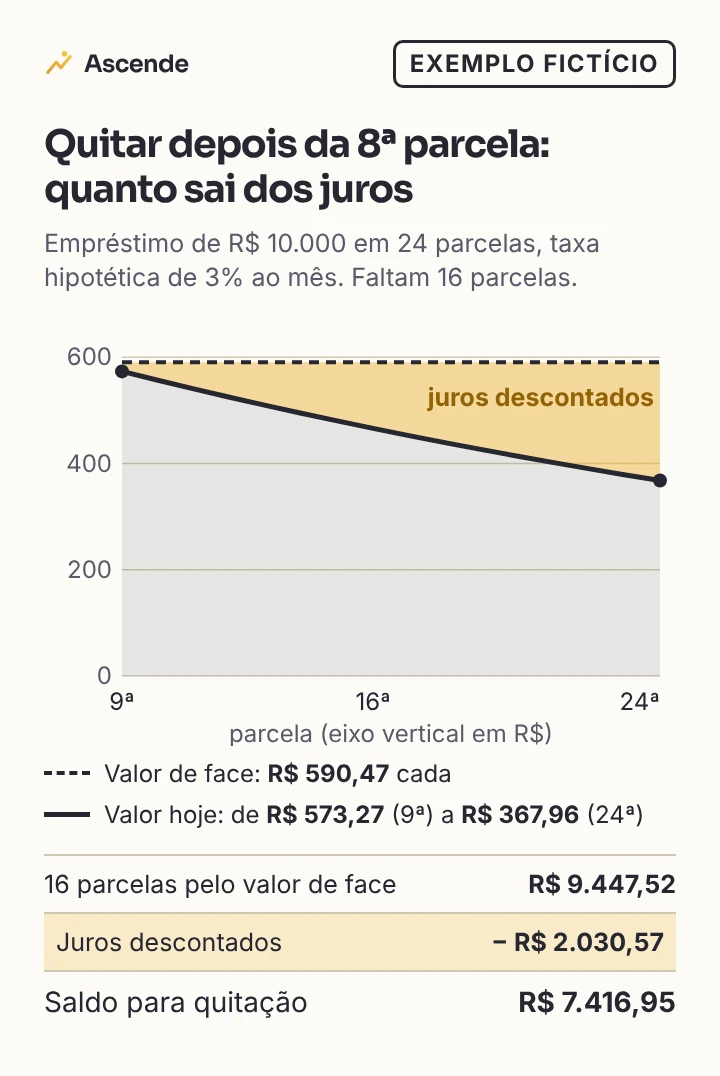 Ascende
EXEMPLO FICTÍCIO
Quitar depois da 8ª parcela:
quanto sai dos juros
Empréstimo de R$ 10.000 em 24 parcelas, taxa
hipotética de 3% ao mês. Faltam 16 parcelas.
600
juros descontados
400
200
0
9ª 16ª 24ª
parcela (eixo vertical em R$)
Valor de face: R$ 590,47 cada
Valor hoje: de R$ 573,27 (9ª) a R$ 367,96 (24ª)
16 parcelas pelo valor de face R$ 9.447,52
Juros descontados − R$ 2.030,57
Saldo para quitação R$ 7.416,95